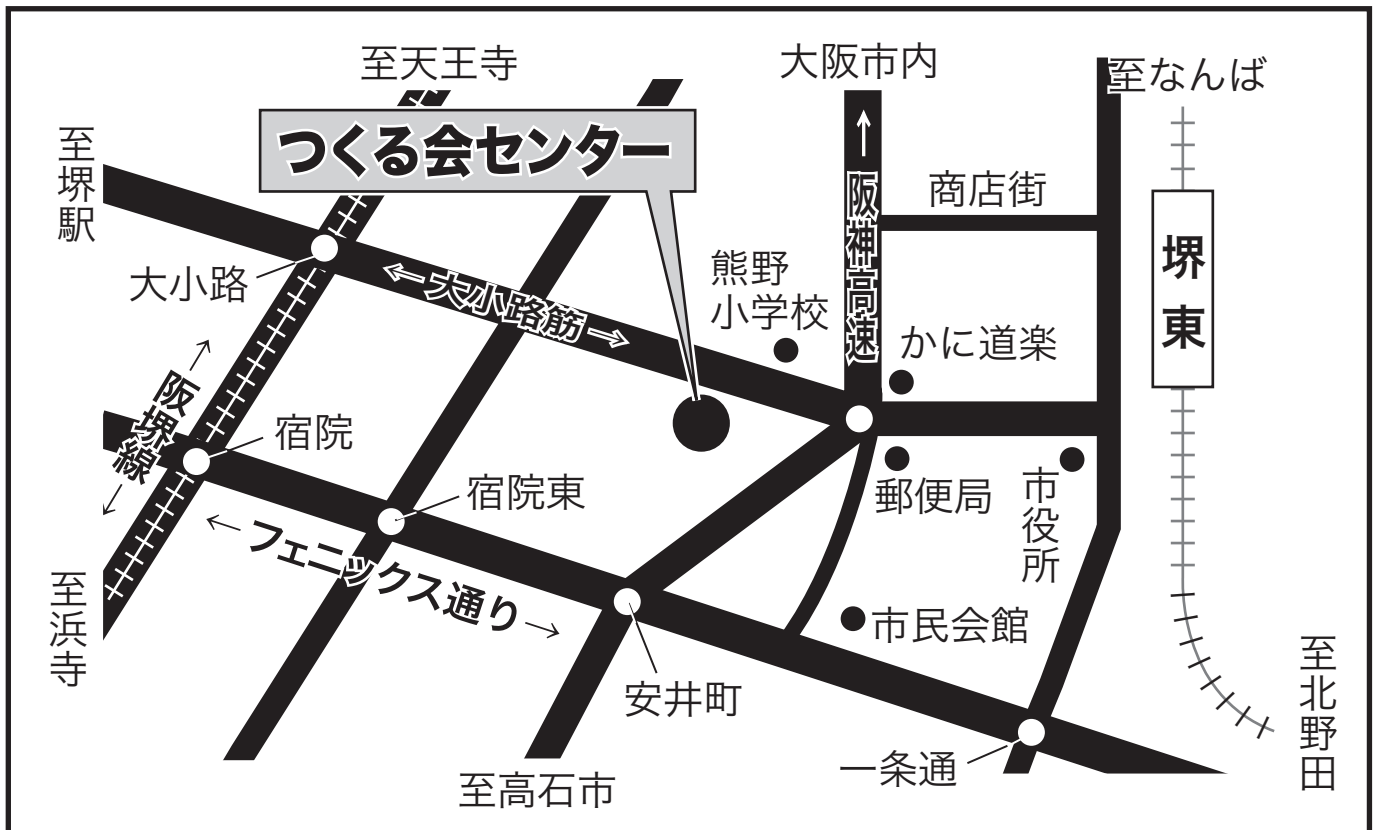 至天王寺
大阪市内
至なんば
至堺駅
つくる会センター
阪神高速
商店街
堺東
大小路
←大小路筋→
熊野
小学校
かに道楽
←阪堺線→
宿院
宿院東
郵便局
市役所
←フェニックス通り→
至浜寺
市民会館
安井町
至北野田
一条通
至高石市